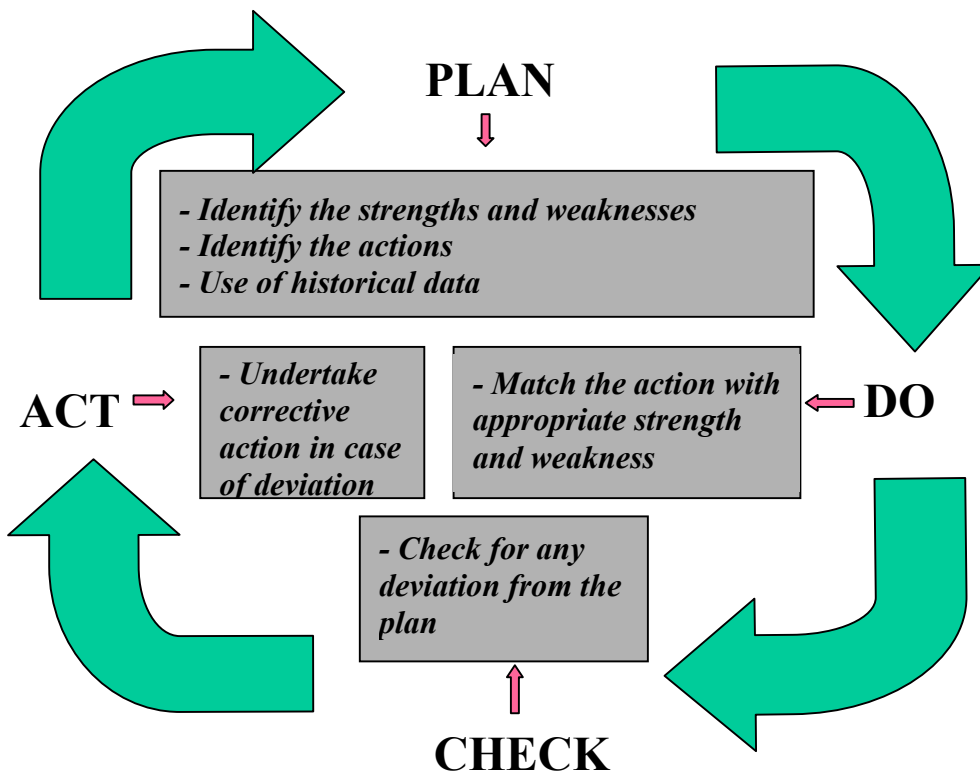 PLAN
- Identify the strengths and weaknesses
- Identify the actions
- Use of historical data
ACT
- Undertake
corrective
action in case
of deviation
- Match the action with
appropriate strength
and weakness
DO
- Check for any
deviation from the
plan
CHECK